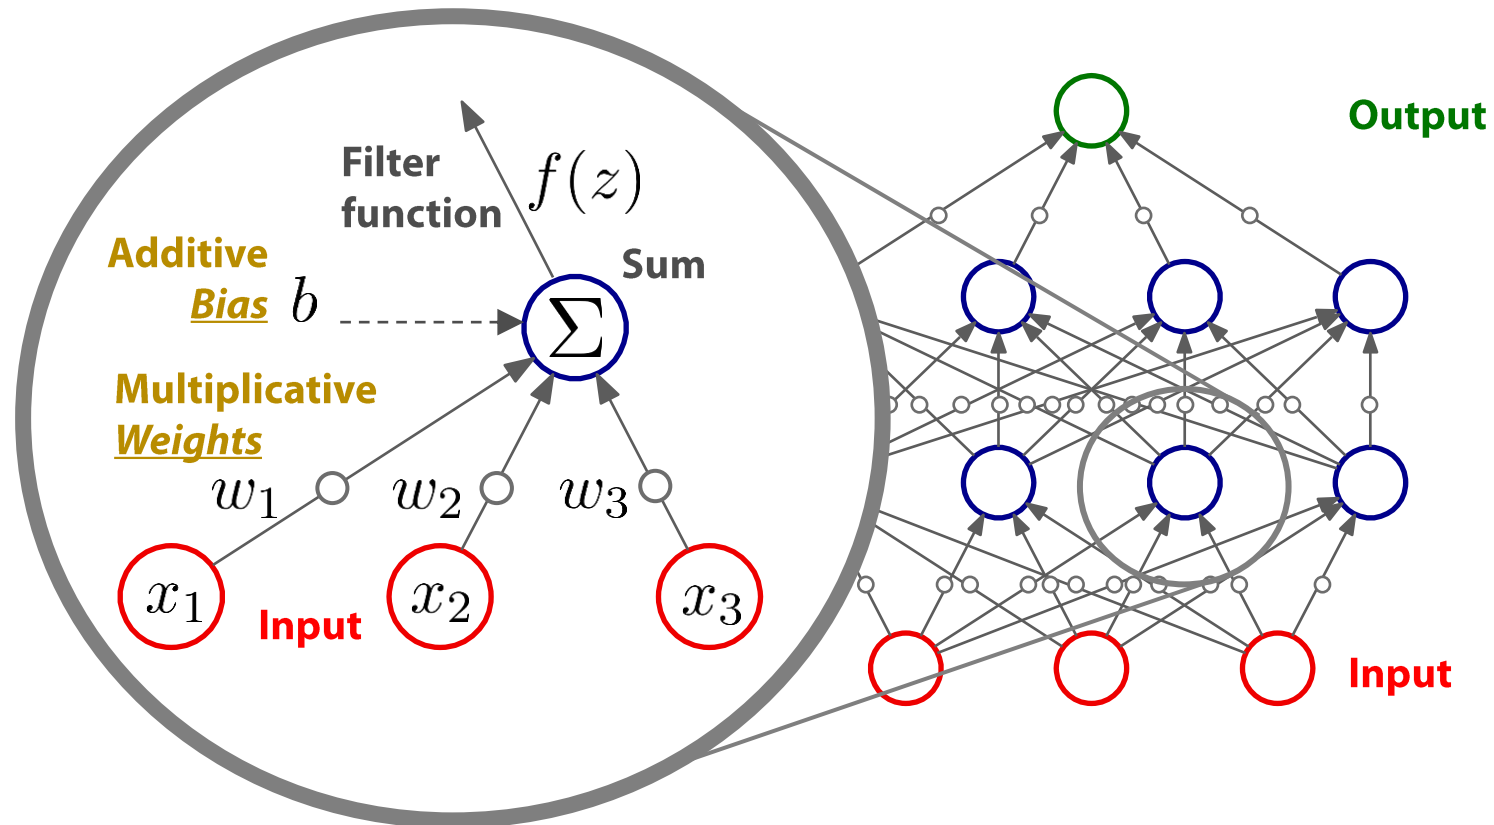 Filter
function
f(z)
Additive
Bias b
Sum
Σ
Multiplicative
Weights
w₁
w₂
w₃
x₁
x₂
x₃
Input
Output
Input